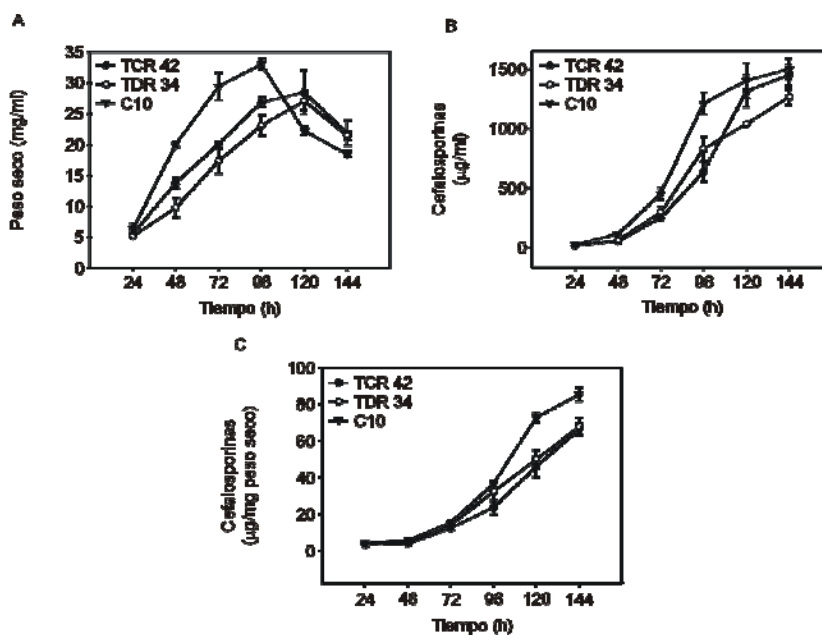 A
Peso seco (mg/ml)
35
30
25
20
15
10
5
0
TCR 42
TDR 34
C10
24 48 72 96 120 144
Tiempo (h)
B
Cefalosporinas
(µg/ml)
1500
1000
500
0
TCR 42
TDR 34
C10
24 48 72 96 120 144
Tiempo (h)
C
Cefalosporinas
(µg/mg peso seco)
100
80
60
40
20
0
TCR 42
TDR 34
C10
24 48 72 96 120 144
Tiempo (h)